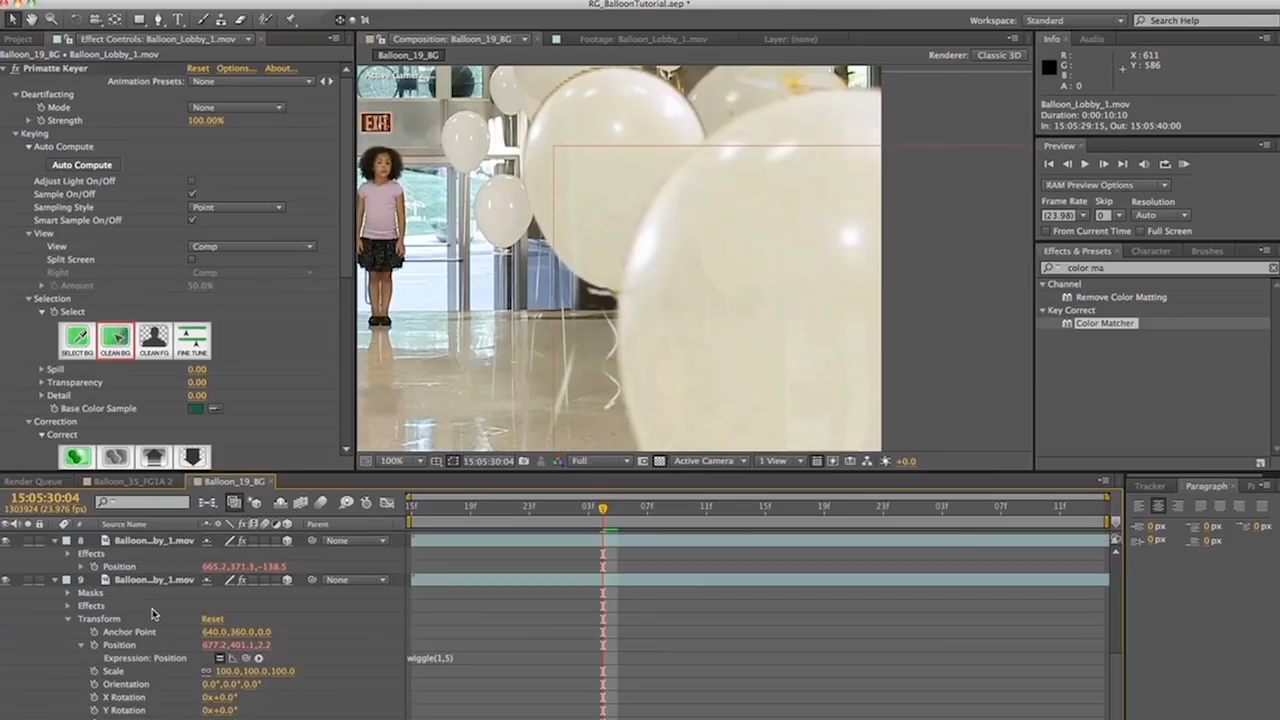 RG_BalloonTutorial.aep *
Workspace: Standard
Search Help
Project
Effect Controls: Balloon_Lobby_1.mov
Balloon_19_BG • Balloon_Lobby_1.mov
Primatte Keyer
Reset
Options...
About...
Animation Presets: None
Deartifacting
Mode
None
Strength
100.00%
Keying
Auto Compute
Auto Compute
Adjust Light On/Off
Sample On/Off
Sampling Style
Point
Smart Sample On/Off
View
View
Comp
Split Screen
Right
Comp
Amount
50.0%
Selection
Select
SELECT BG
CLEAN BG
CLEAN FG
FINE TUNE
Spill
0.00
Transparency
0.00
Detail
0.00
Base Color Sample
Correction
Correct
Composition: Balloon_19_BG
Footage: Balloon_Lobby_1.mov
Layer: (none)
Balloon_19_BG
Renderer:
Classic 3D
Active Camera
EXIT
100%
15:05:30:04
Full
Active Camera
1 View
+0.0
Info
Audio
R :
G :
B :
A : 0
X : 611
Y : 586
Balloon_Lobby_1.mov
Duration: 0:00:10:10
In: 15:05:29:15, Out: 15:05:40:00
Preview
RAM Preview Options
Frame Rate
Skip
Resolution
(23.98)
0
Auto
From Current Time
Full Screen
Effects & Presets
Character
Brushes
color ma
Channel
Remove Color Matting
Key Correct
Color Matcher
Render Queue
Balloon_35_FG1A 2
Balloon_19_BG
15:05:30:04
1303924 (23.976 fps)
15f
19f
23f
03f
07f
11f
15f
19f
23f
03f
07f
11f
Source Name
Parent
8
Balloon...by_1.mov
None
Effects
Position
665.2,371.3,-138.5
9
Balloon...by_1.mov
None
Masks
Effects
Transform
Reset
Anchor Point
640.0,360.0,0.0
Position
677.2,401.1,2.2
Expression: Position
wiggle(1,5)
Scale
100.0,100.0,100.0
Orientation
0.0°,0.0°,0.0°
X Rotation
0x+0.0°
Y Rotation
0x+0.0°
Tracker
Paragraph
0 px
0 px
0 px
0 px
0 px